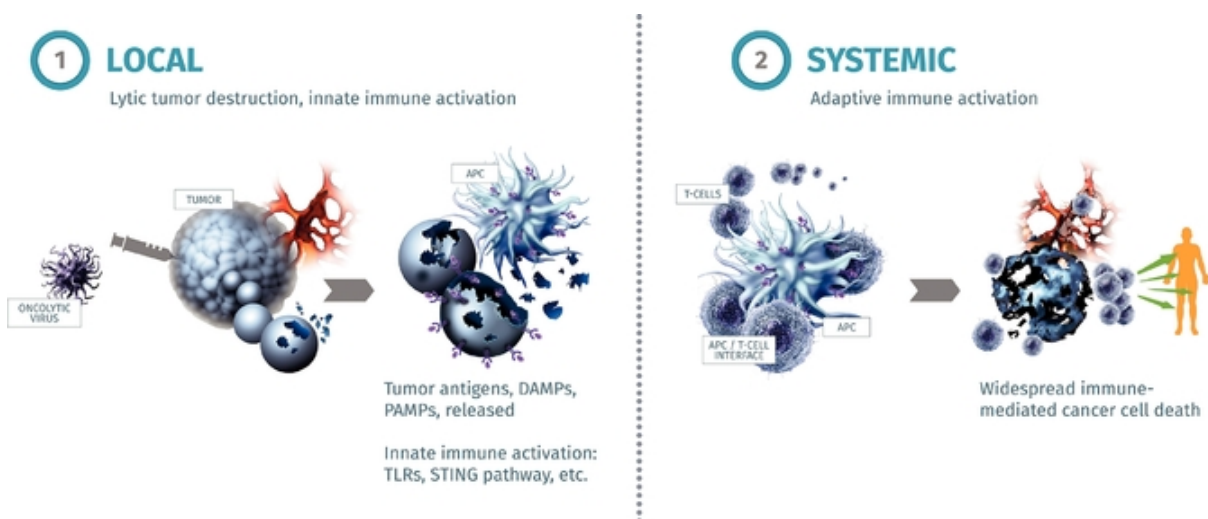 1 LOCAL
Lytic tumor destruction, innate immune activation
ONCOLYTIC
VIRUS
TUMOR
APC
Tumor antigens, DAMPs,
PAMPs, released
Innate immune activation:
TLRs, STING pathway, etc.
2 SYSTEMIC
Adaptive immune activation
T-CELLS
APC / T-CELL
INTERFACE
APC
Widespread immune-
mediated cancer cell death